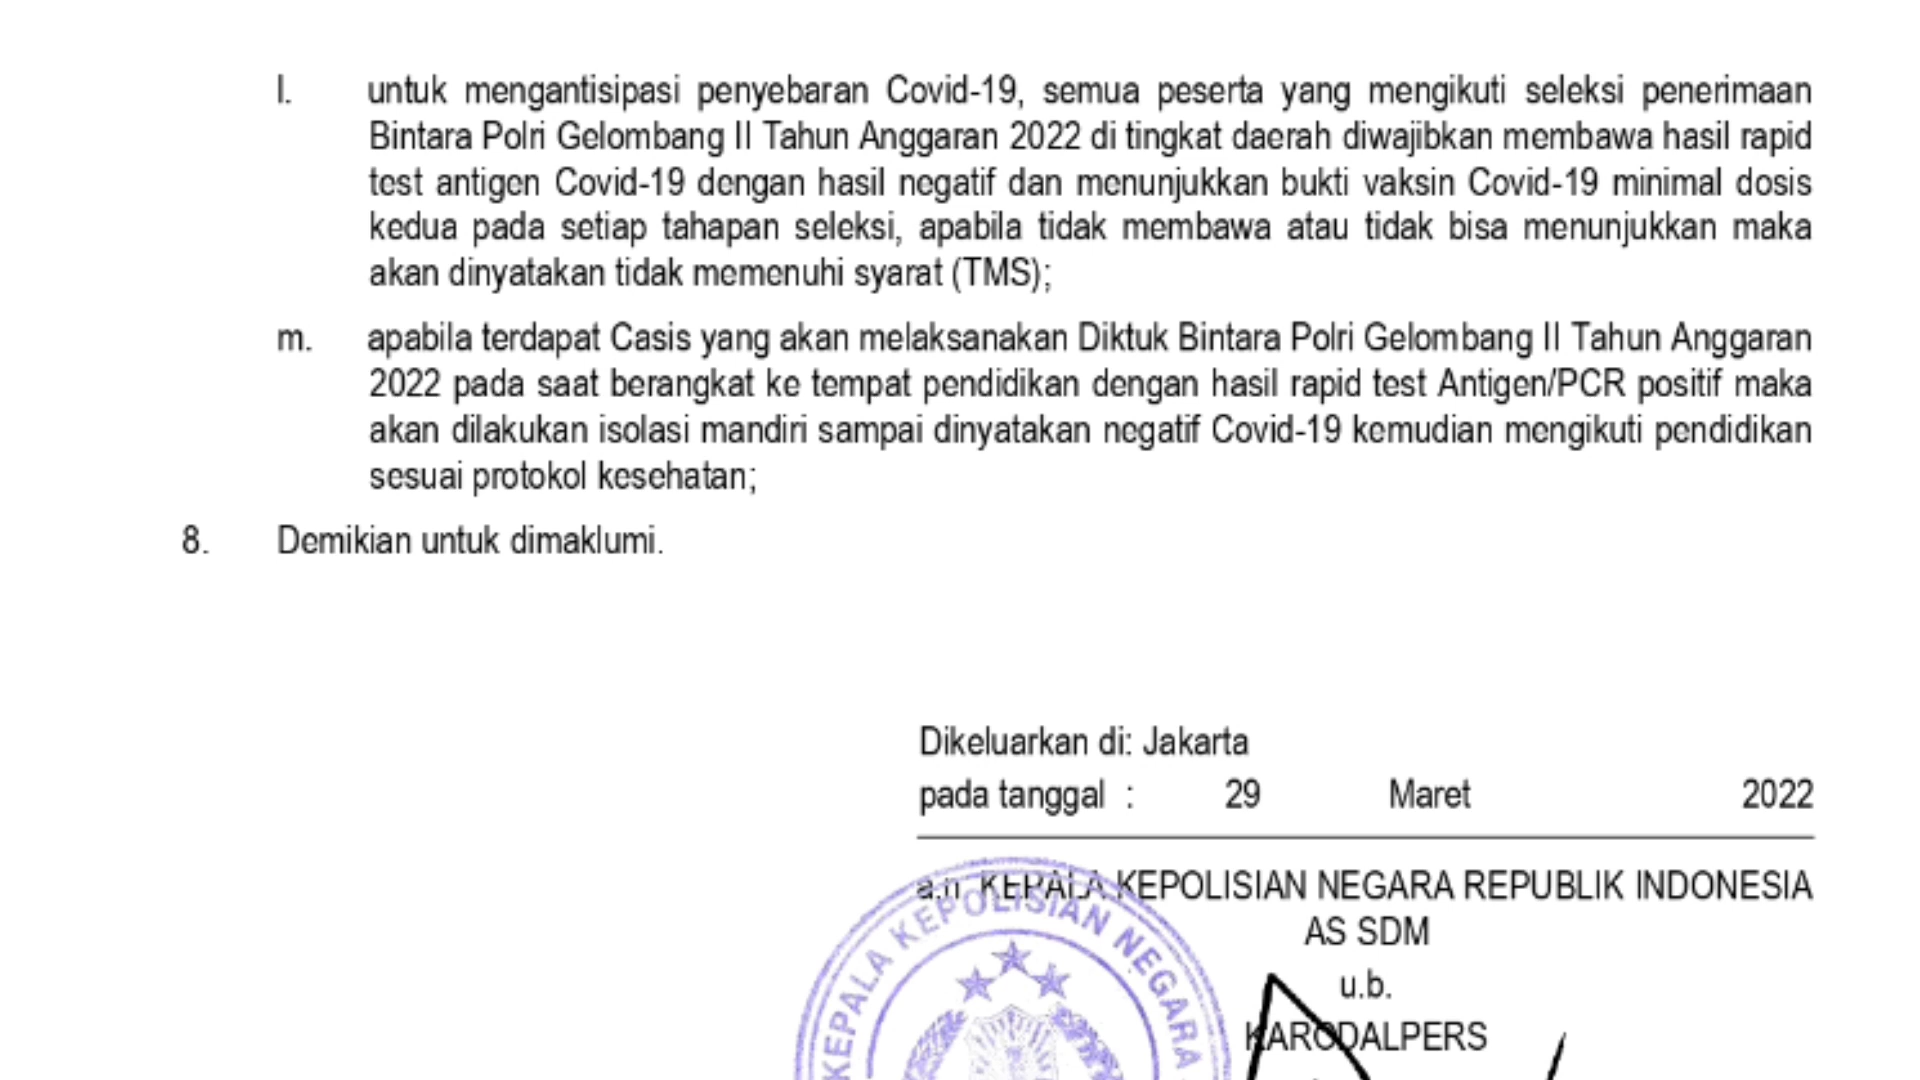 l. untuk mengantisipasi penyebaran Covid-19, semua peserta yang mengikuti seleksi penerimaan
Bintara Polri Gelombang II Tahun Anggaran 2022 di tingkat daerah diwajibkan membawa hasil rapid
test antigen Covid-19 dengan hasil negatif dan menunjukkan bukti vaksin Covid-19 minimal dosis
kedua pada setiap tahapan seleksi, apabila tidak membawa atau tidak bisa menunjukkan maka
akan dinyatakan tidak memenuhi syarat (TMS);
m. apabila terdapat Casis yang akan melaksanakan Diktuk Bintara Polri Gelombang II Tahun Anggaran
2022 pada saat berangkat ke tempat pendidikan dengan hasil rapid test Antigen/PCR positif maka
akan dilakukan isolasi mandiri sampai dinyatakan negatif Covid-19 kemudian mengikuti pendidikan
sesuai protokol kesehatan;
8. Demikian untuk dimaklumi.
Dikeluarkan di: Jakarta
pada tanggal : 29 Maret 2022
a.n. KEPALA KEPOLISIAN NEGARA REPUBLIK INDONESIA
AS SDM
u.b.
KARODALPERS
KEPALA KEPOLISIAN NEGARA